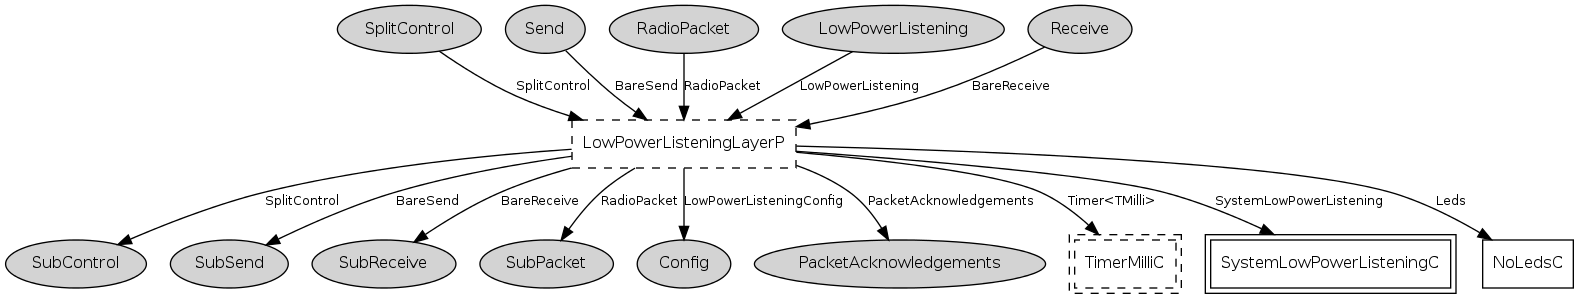 SplitControl
Send
RadioPacket
LowPowerListening
Receive
SplitControl
BareSend
RadioPacket
LowPowerListening
BareReceive
LowPowerListeningLayerP
SplitControl
BareSend
BareReceive
RadioPacket
LowPowerListeningConfig
PacketAcknowledgements
Timer<TMilli>
SystemLowPowerListening
Leds
SubControl
SubSend
SubReceive
SubPacket
Config
PacketAcknowledgements
TimerMilliC
SystemLowPowerListeningC
NoLedsC